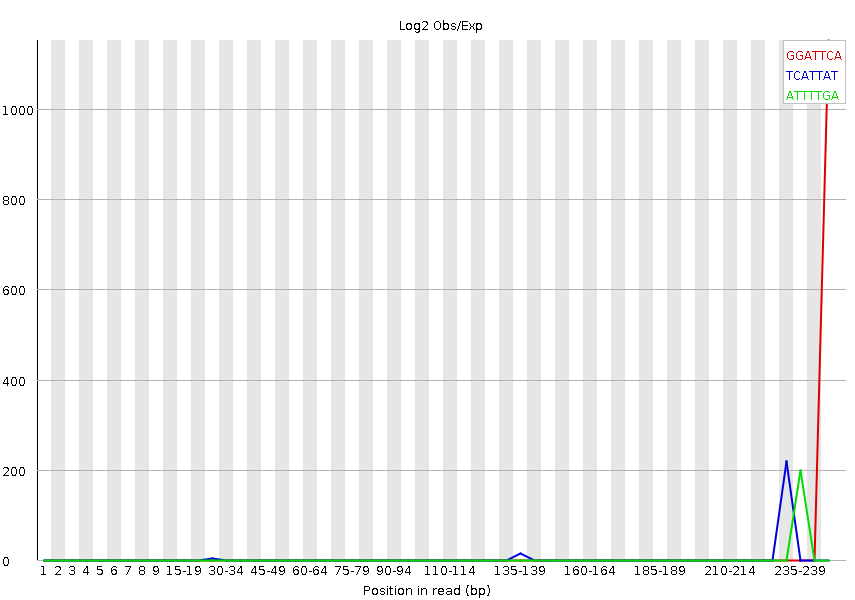 Log2 Obs/Exp
GGATTCA
TCATTAT
ATTTTGA
1000
800
600
400
200
0
1 2 3 4 5 6 7 8 9 15-19 30-34 45-49 60-64 75-79 90-94 110-114 135-139 160-164 185-189 210-214 235-239
Position in read (bp)